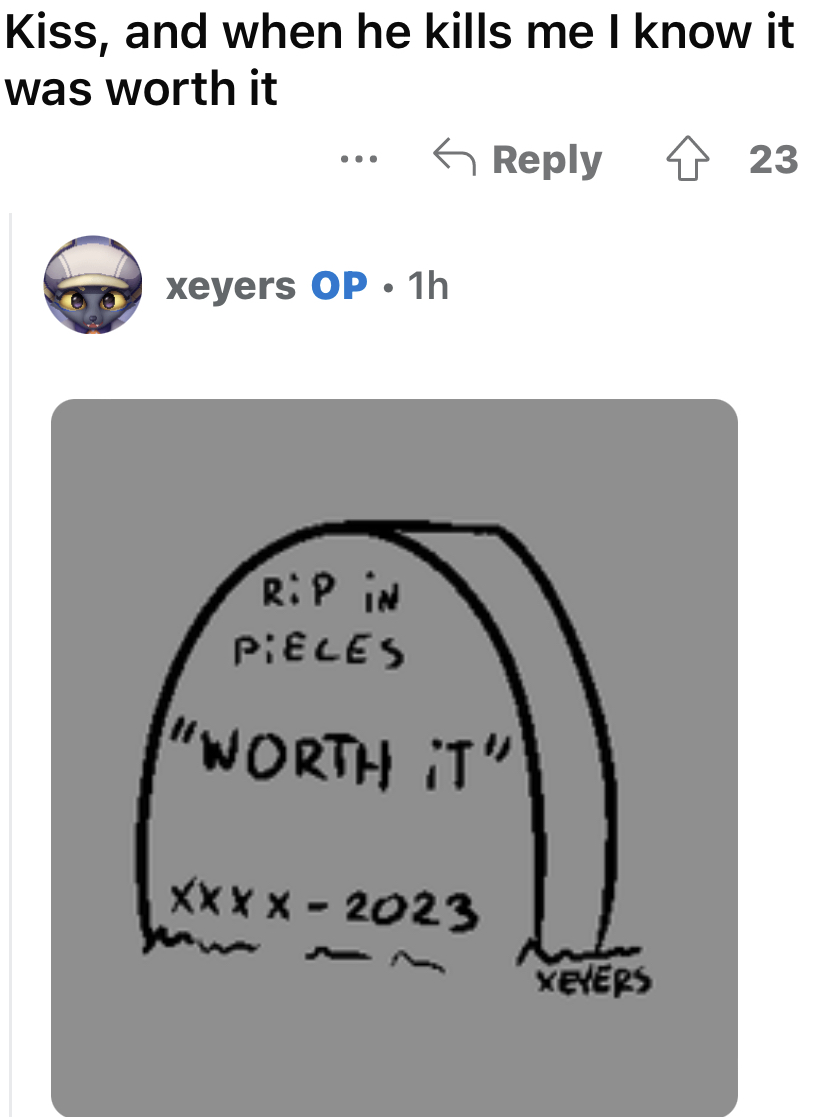 Kiss, and when he kills me I know it
was worth it
... Reply 23
xeyers OP • 1h
RiP iN
PiECES
"WORTH iT"
XXXX - 2023
XEYERS